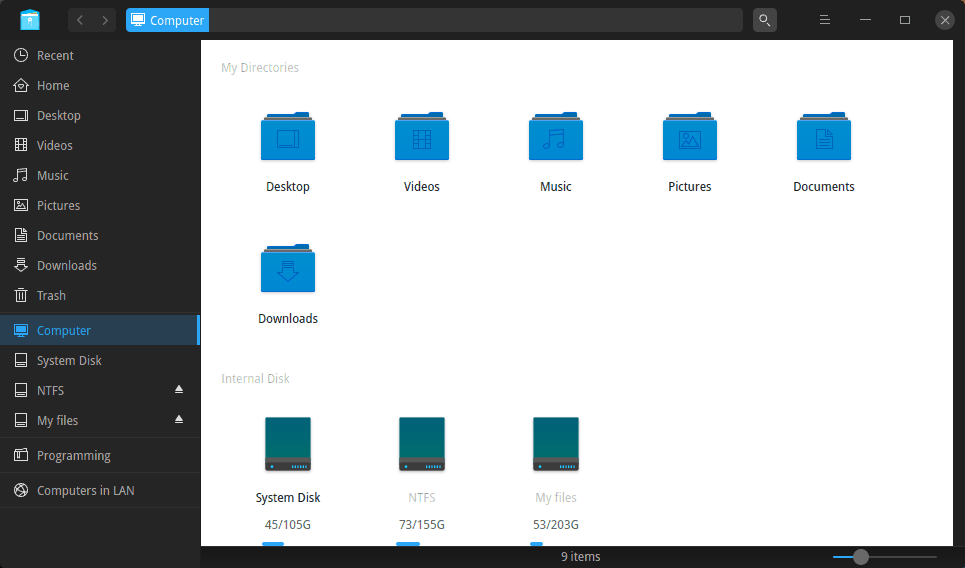 Computer
Recent
Home
Desktop
Videos
Music
Pictures
Documents
Downloads
Trash
Computer
System Disk
NTFS
My files
Programming
Computers in LAN
My Directories
Desktop
Videos
Music
Pictures
Documents
Downloads
Internal Disk
System Disk
NTFS
My files
45/105G
73/155G
53/203G
9 items